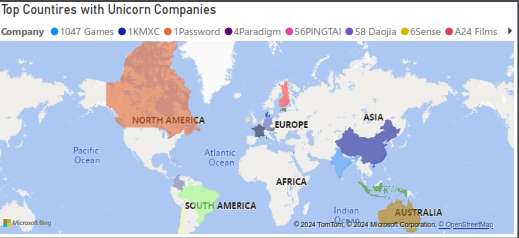 Top Countires with Unicorn Companies
Company 1047 Games 1KMXC 1Password 4Paradigm 56PINGTAI 58 Daojia 6Sense A24 Films
NORTH AMERICA
EUROPE
ASIA
Pacific
Ocean
Atlantic
Ocean
AFRICA
SOUTH AMERICA
Indian
Ocean
AUSTRALIA
Microsoft Bing
© 2024 TomTom, © 2024 Microsoft Corporation, © OpenStreetMap